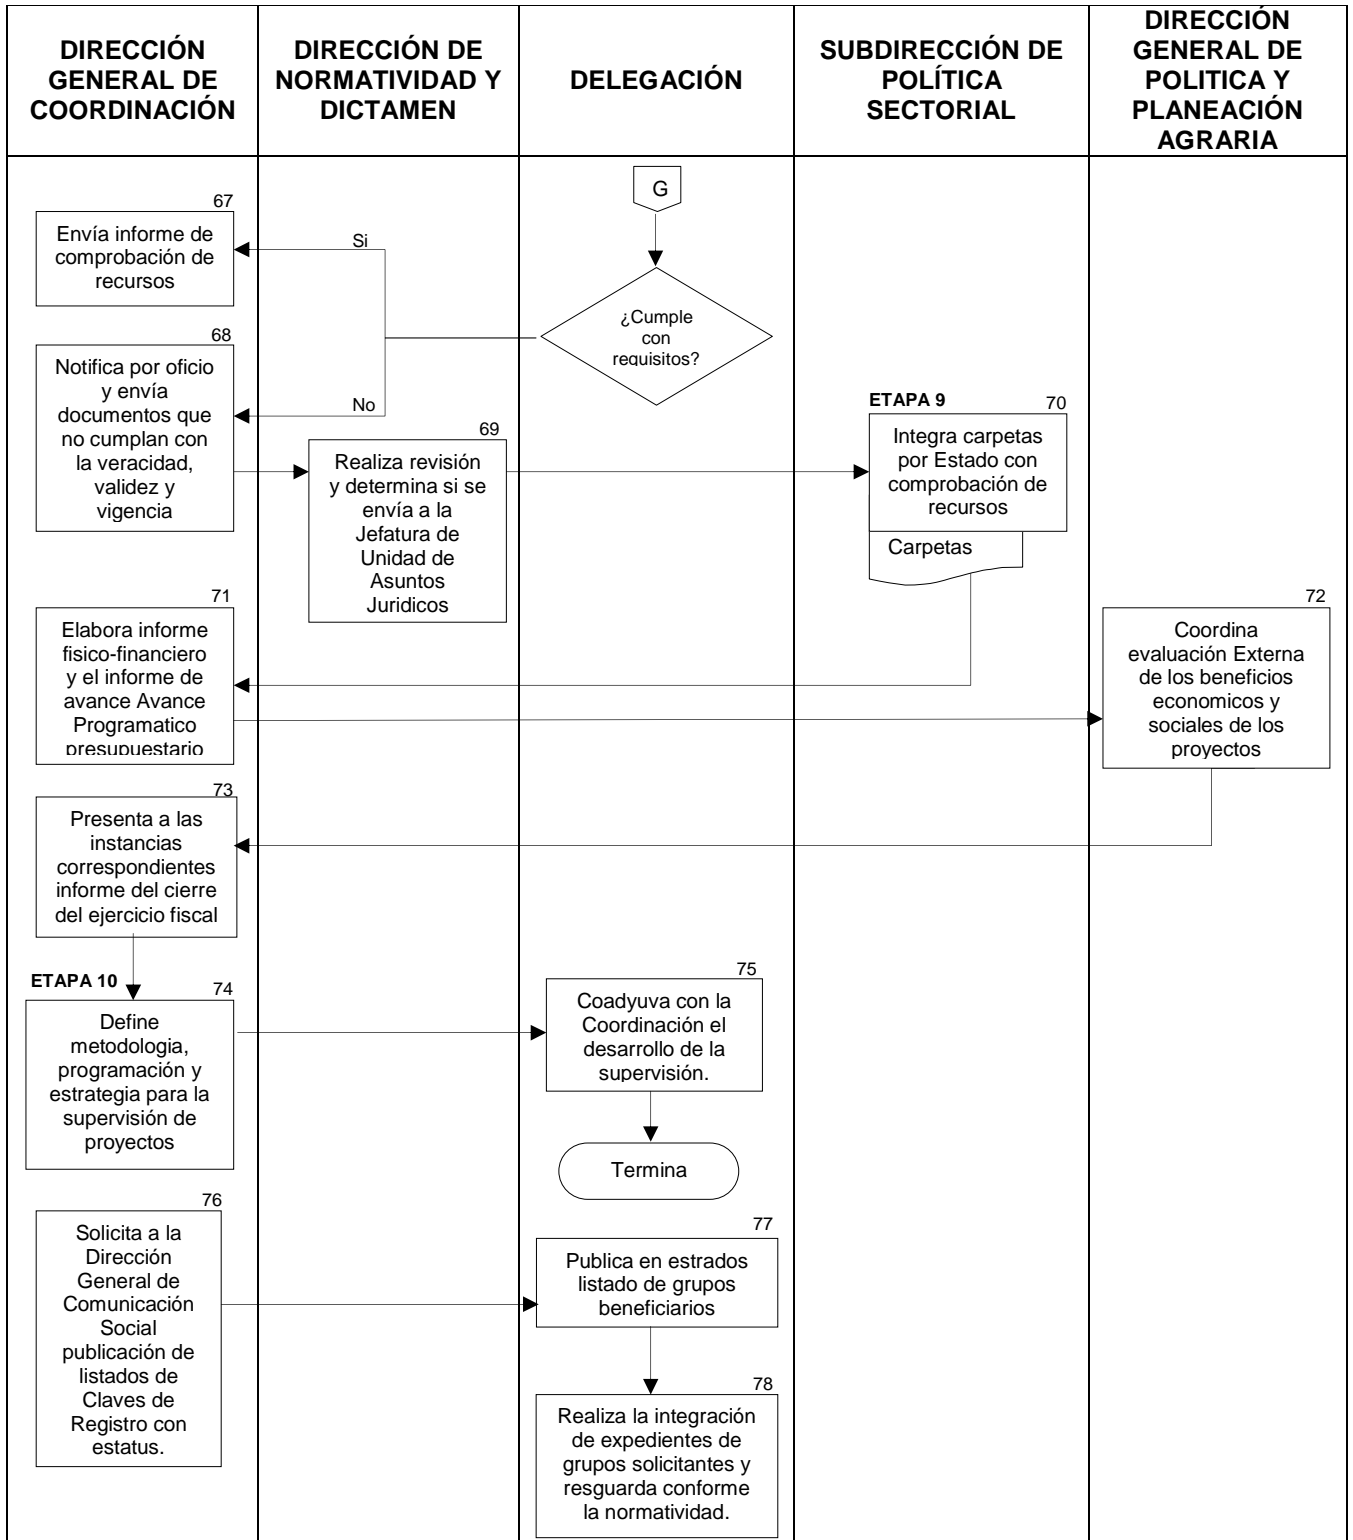 DIRECCIÓN
GENERAL DE
COORDINACIÓN
DIRECCIÓN DE
NORMATIVIDAD Y
DICTAMEN
DELEGACIÓN
SUBDIRECCIÓN DE
POLÍTICA
SECTORIAL
DIRECCIÓN
GENERAL DE
POLITICA Y
PLANEACIÓN
AGRARIA
G
67
Envía informe de
comprobación de
recursos
Si
¿Cumple
con
requisitos?
68
Notifica por oficio
y envía
documentos que
no cumplan con
la veracidad,
validez y
vigencia
No
69
Realiza revisión
y determina si se
envía a la
Jefatura de
Unidad de
Asuntos
Juridicos
ETAPA 9
70
Integra carpetas
por Estado con
comprobación de
recursos
Carpetas
71
Elabora informe
fisico-financiero
y el informe de
avance Avance
Programatico
presupuestario
72
Coordina
evaluación Externa
de los beneficios
economicos y
sociales de los
proyectos
73
Presenta a las
instancias
correspondientes
informe del cierre
del ejercicio fiscal
ETAPA 10
74
Define
metodologia,
programación y
estrategia para la
supervisión de
proyectos
75
Coadyuva con la
Coordinación el
desarrollo de la
supervisión.
Termina
76
Solicita a la
Dirección
General de
Comunicación
Social
publicación de
listados de
Claves de
Registro con
estatus.
77
Publica en estrados
listado de grupos
beneficiarios
78
Realiza la integración
de expedientes de
grupos solicitantes y
resguarda conforme
la normatividad.